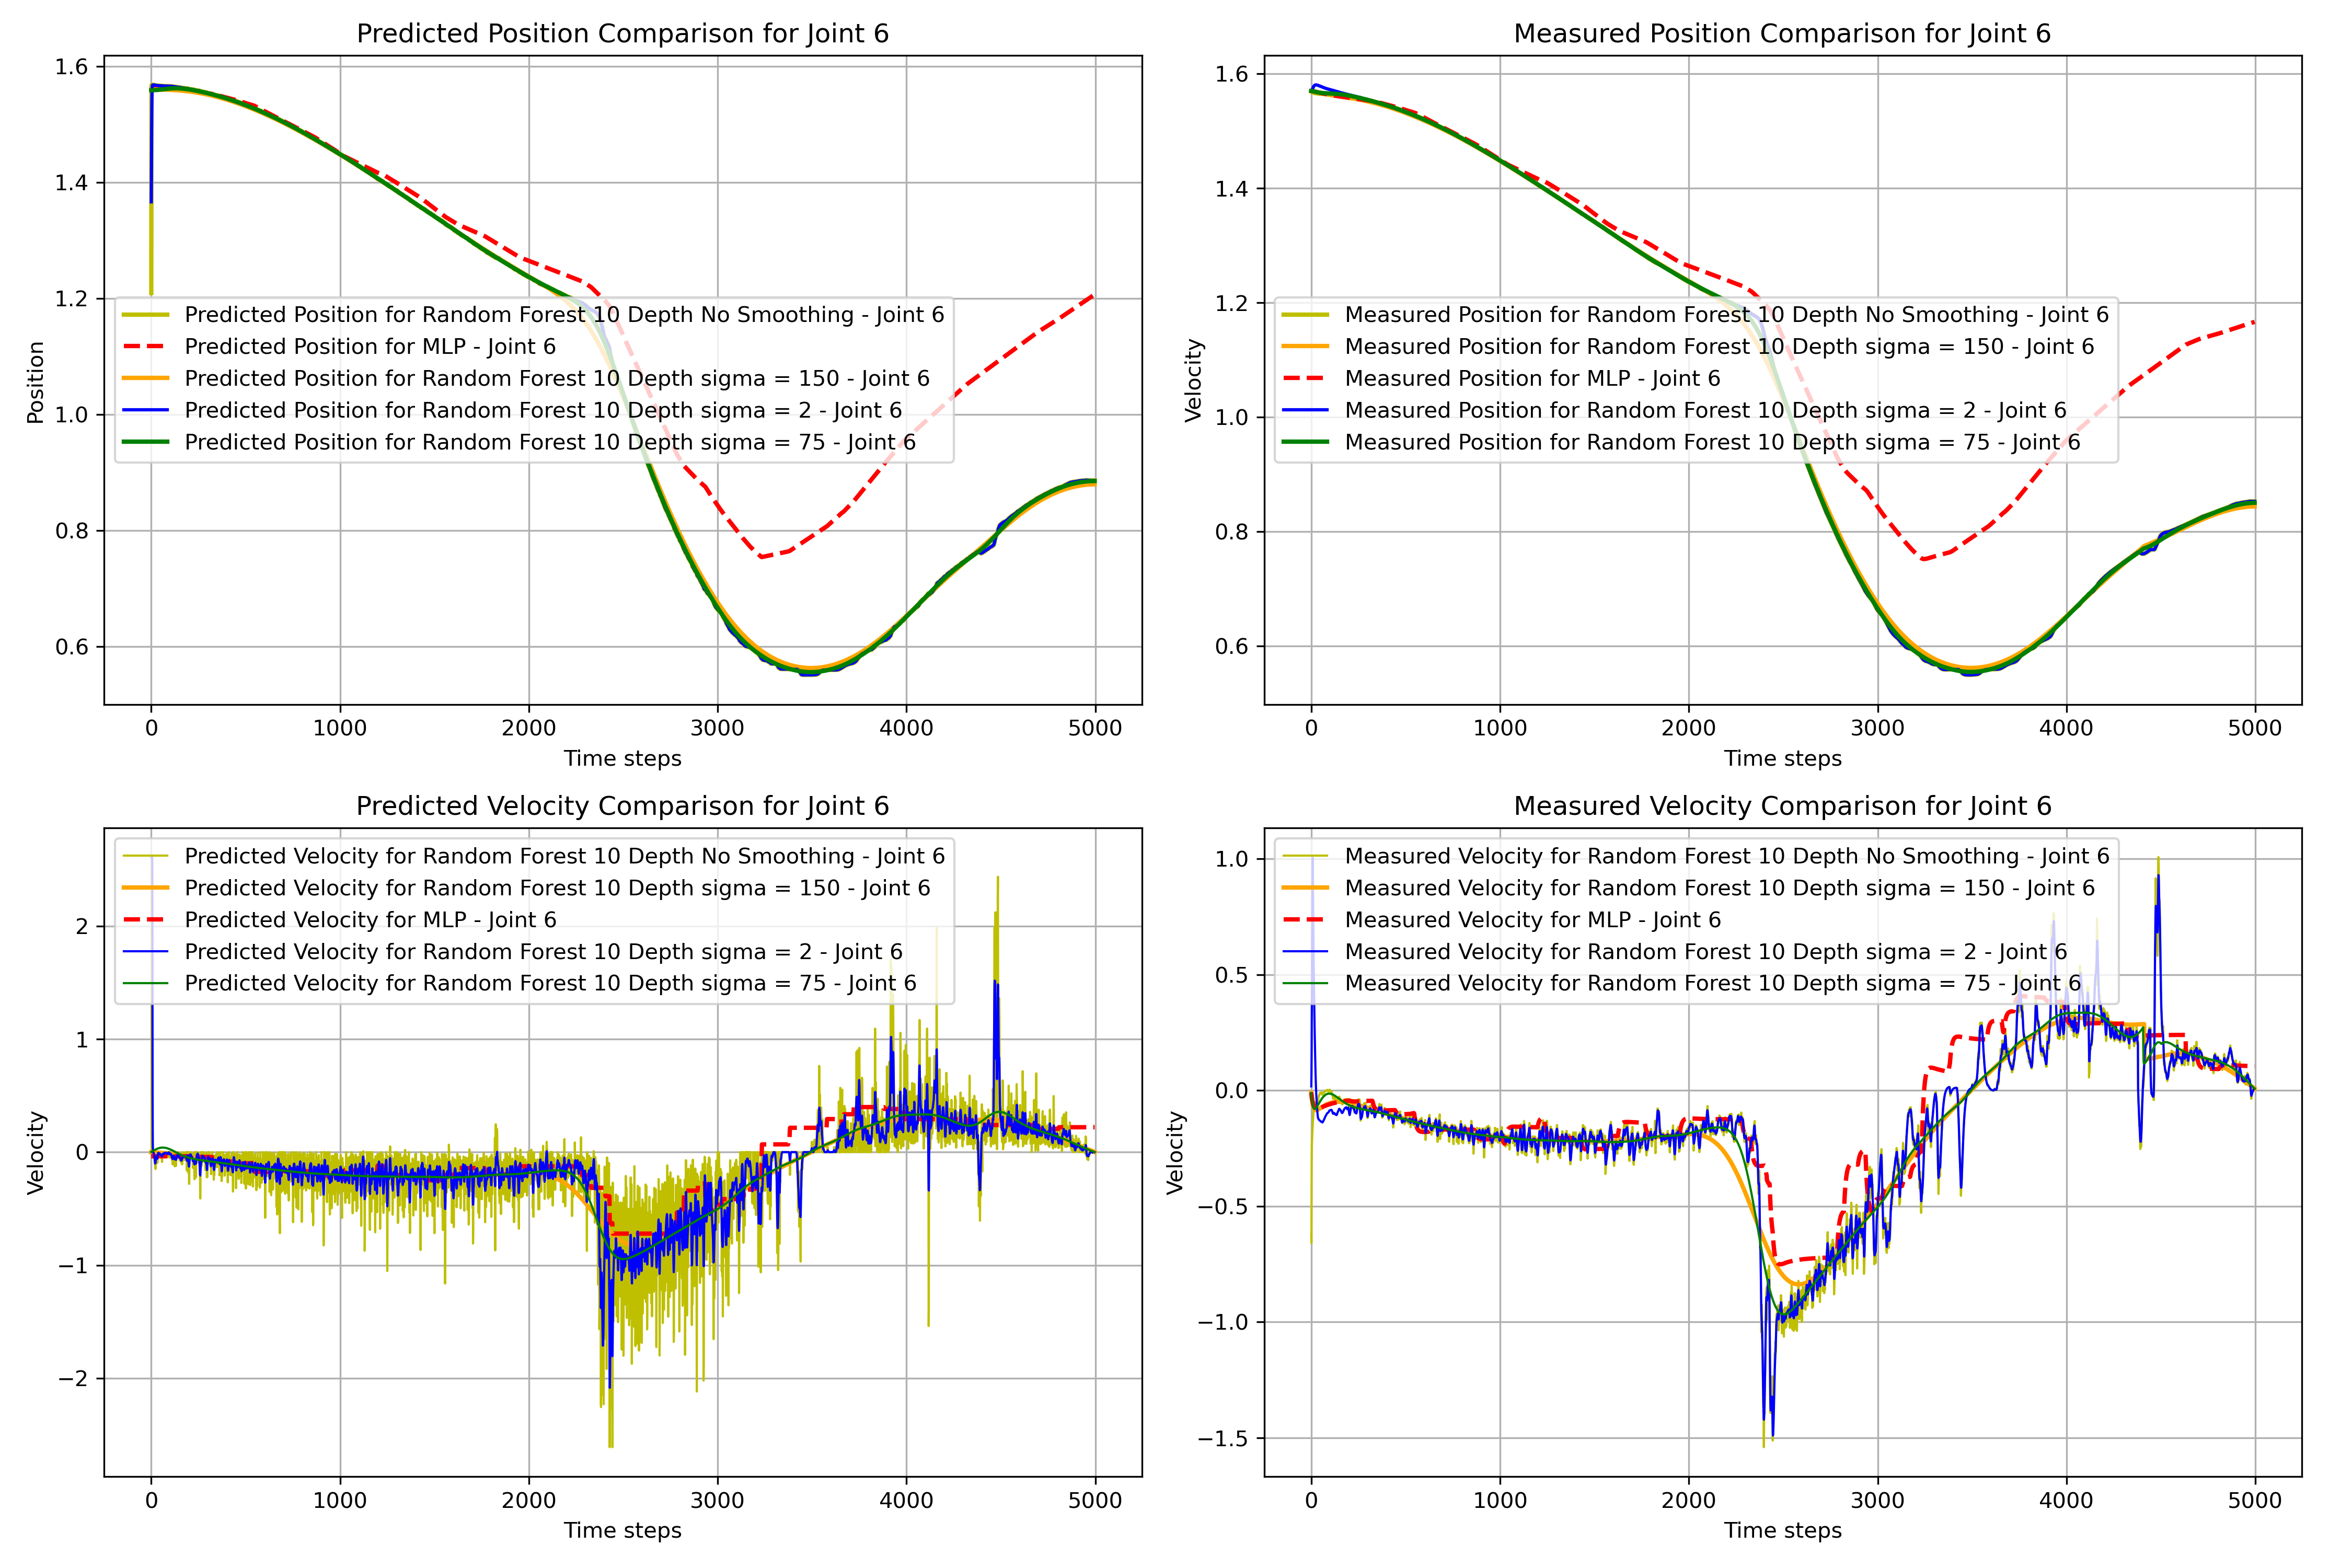 Predicted Position Comparison for Joint 6
1.6
1.4
1.2
1.0
0.8
0.6
Position
Predicted Position for Random Forest 10 Depth No Smoothing - Joint 6
Predicted Position for MLP - Joint 6
Predicted Position for Random Forest 10 Depth sigma = 150 - Joint 6
Predicted Position for Random Forest 10 Depth sigma = 2 - Joint 6
Predicted Position for Random Forest 10 Depth sigma = 75 - Joint 6
0 1000 2000 3000 4000 5000
Time steps
Measured Position Comparison for Joint 6
1.6
1.4
1.2
1.0
0.8
0.6
Velocity
Measured Position for Random Forest 10 Depth No Smoothing - Joint 6
Measured Position for Random Forest 10 Depth sigma = 150 - Joint 6
Measured Position for MLP - Joint 6
Measured Position for Random Forest 10 Depth sigma = 2 - Joint 6
Measured Position for Random Forest 10 Depth sigma = 75 - Joint 6
0 1000 2000 3000 4000 5000
Time steps
Predicted Velocity Comparison for Joint 6
2
1
0
−1
−2
Velocity
Predicted Velocity for Random Forest 10 Depth No Smoothing - Joint 6
Predicted Velocity for Random Forest 10 Depth sigma = 150 - Joint 6
Predicted Velocity for MLP - Joint 6
Predicted Velocity for Random Forest 10 Depth sigma = 2 - Joint 6
Predicted Velocity for Random Forest 10 Depth sigma = 75 - Joint 6
0 1000 2000 3000 4000 5000
Time steps
Measured Velocity Comparison for Joint 6
1.0
0.5
0.0
−0.5
−1.0
−1.5
Velocity
Measured Velocity for Random Forest 10 Depth No Smoothing - Joint 6
Measured Velocity for Random Forest 10 Depth sigma = 150 - Joint 6
Measured Velocity for MLP - Joint 6
Measured Velocity for Random Forest 10 Depth sigma = 2 - Joint 6
Measured Velocity for Random Forest 10 Depth sigma = 75 - Joint 6
0 1000 2000 3000 4000 5000
Time steps